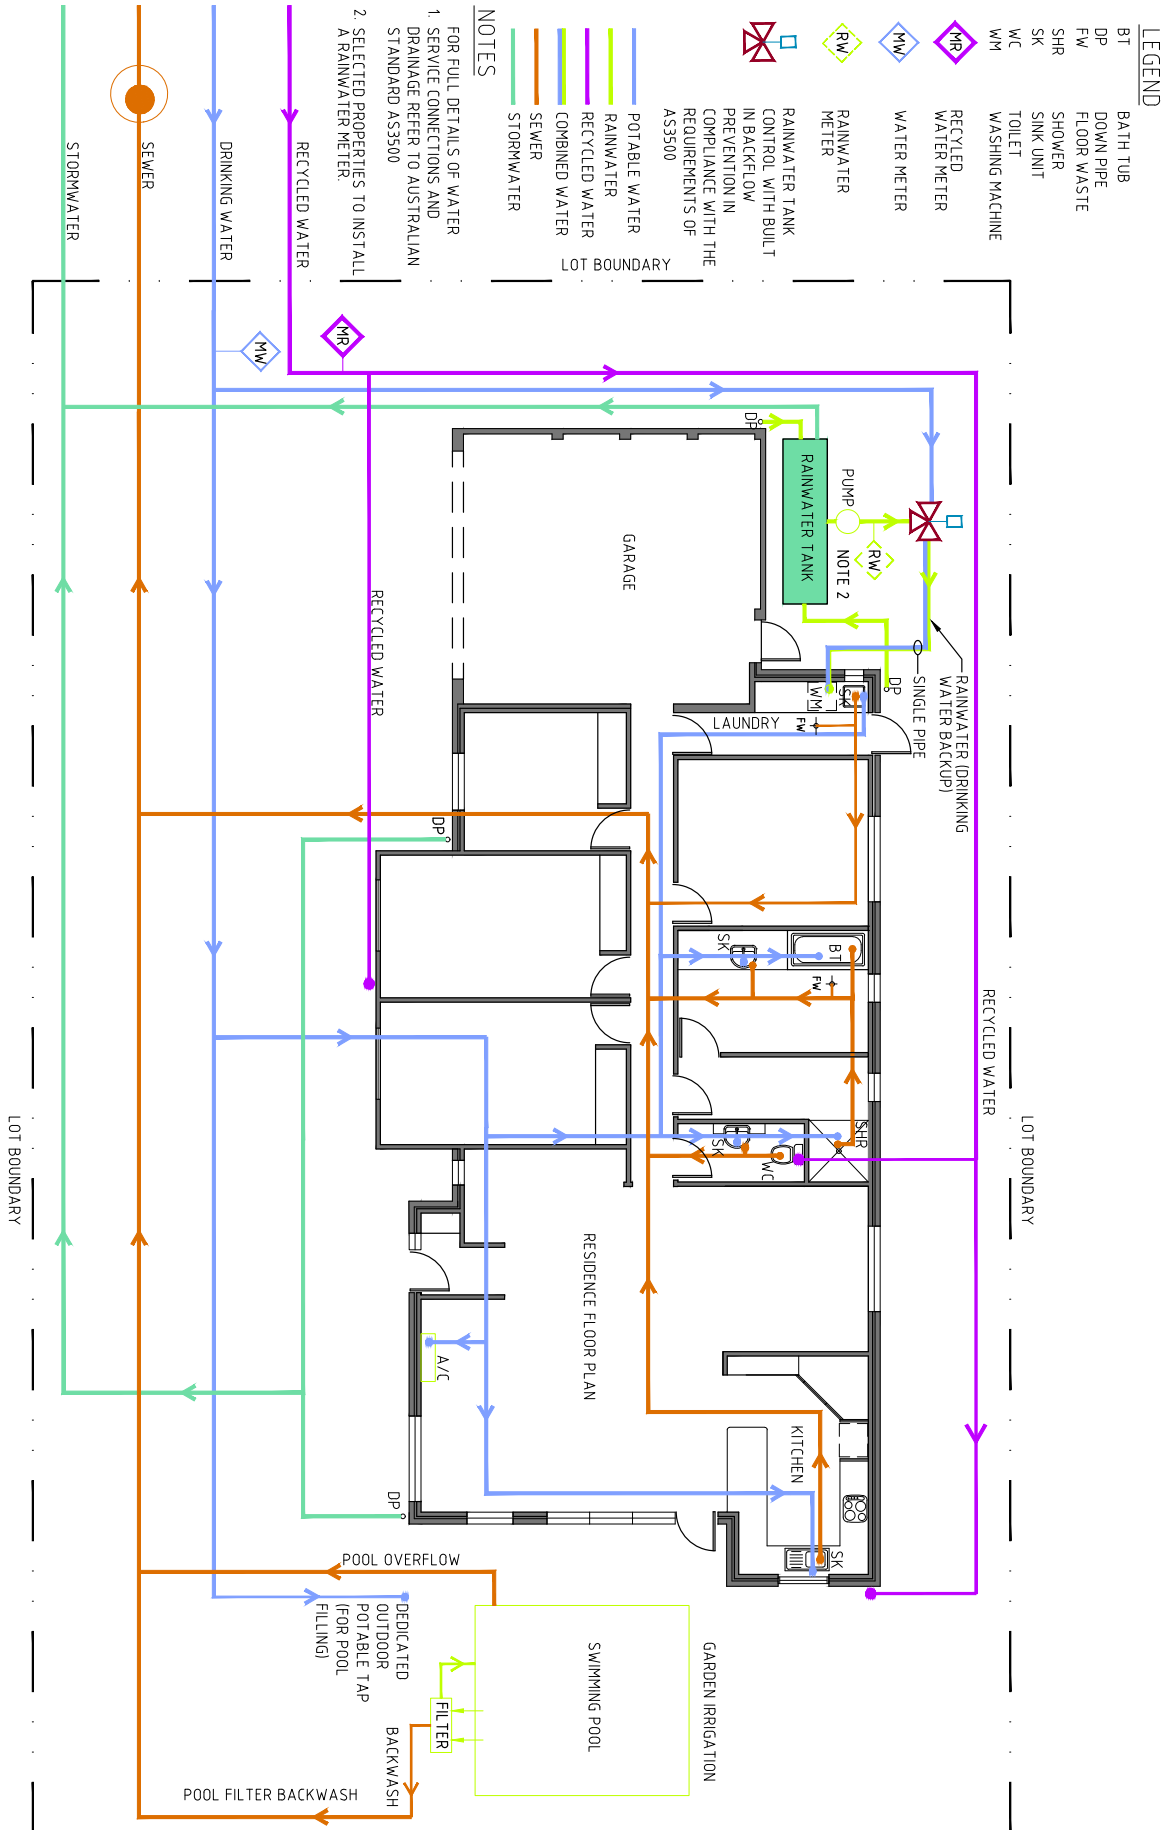 LEGEND
BT BATH TUB
DP DOWN PIPE
FW FLOOR WASTE
SHR SHOWER
SK SINK UNIT
WC TOILET
WM WASHING MACHINE
MR RECYLED
WATER METER
MW WATER METER
RW RAINWATER
METER
RAINWATER TANK
CONTROL WITH BUILT
IN BACKFLOW
PREVENTION IN
COMPLIANCE WITH THE
REQUIREMENTS OF
AS3500
POTABLE WATER
RAINWATER
RECYCLED WATER
COMBINED WATER
SEWER
STORMWATER
NOTES
FOR FULL DETAILS OF WATER
1. SERVICE CONNECTIONS AND
DRAINAGE REFER TO AUSTRALIAN
STANDARD AS3500
2. SELECTED PROPERTIES TO INSTALL
A RAINWATER METER.
RECYCLED WATER
DRINKING WATER
SEWER
STORMWATER
LOT BOUNDARY
MR
MW
DP
RAINWATER TANK
PUMP
RW
NOTE 2
GARAGE
RECYCLED WATER
RAINWATER (DRINKING
WATER BACKUP)
SINGLE PIPE
DP
WM
SK
FW
LAUNDRY
DP
SK
BT
FW
RECYCLED WATER
LOT BOUNDARY
LOT BOUNDARY
SHR
SK
WC
RESIDENCE FLOOR PLAN
A/C
KITCHEN
SK
DP
POOL OVERFLOW
DEDICATED
OUTDOOR
POTABLE TAP
(FOR POOL
FILLING)
SWIMMING POOL
GARDEN IRRIGATION
FILTER
BACKWASH
POOL FILTER BACKWASH